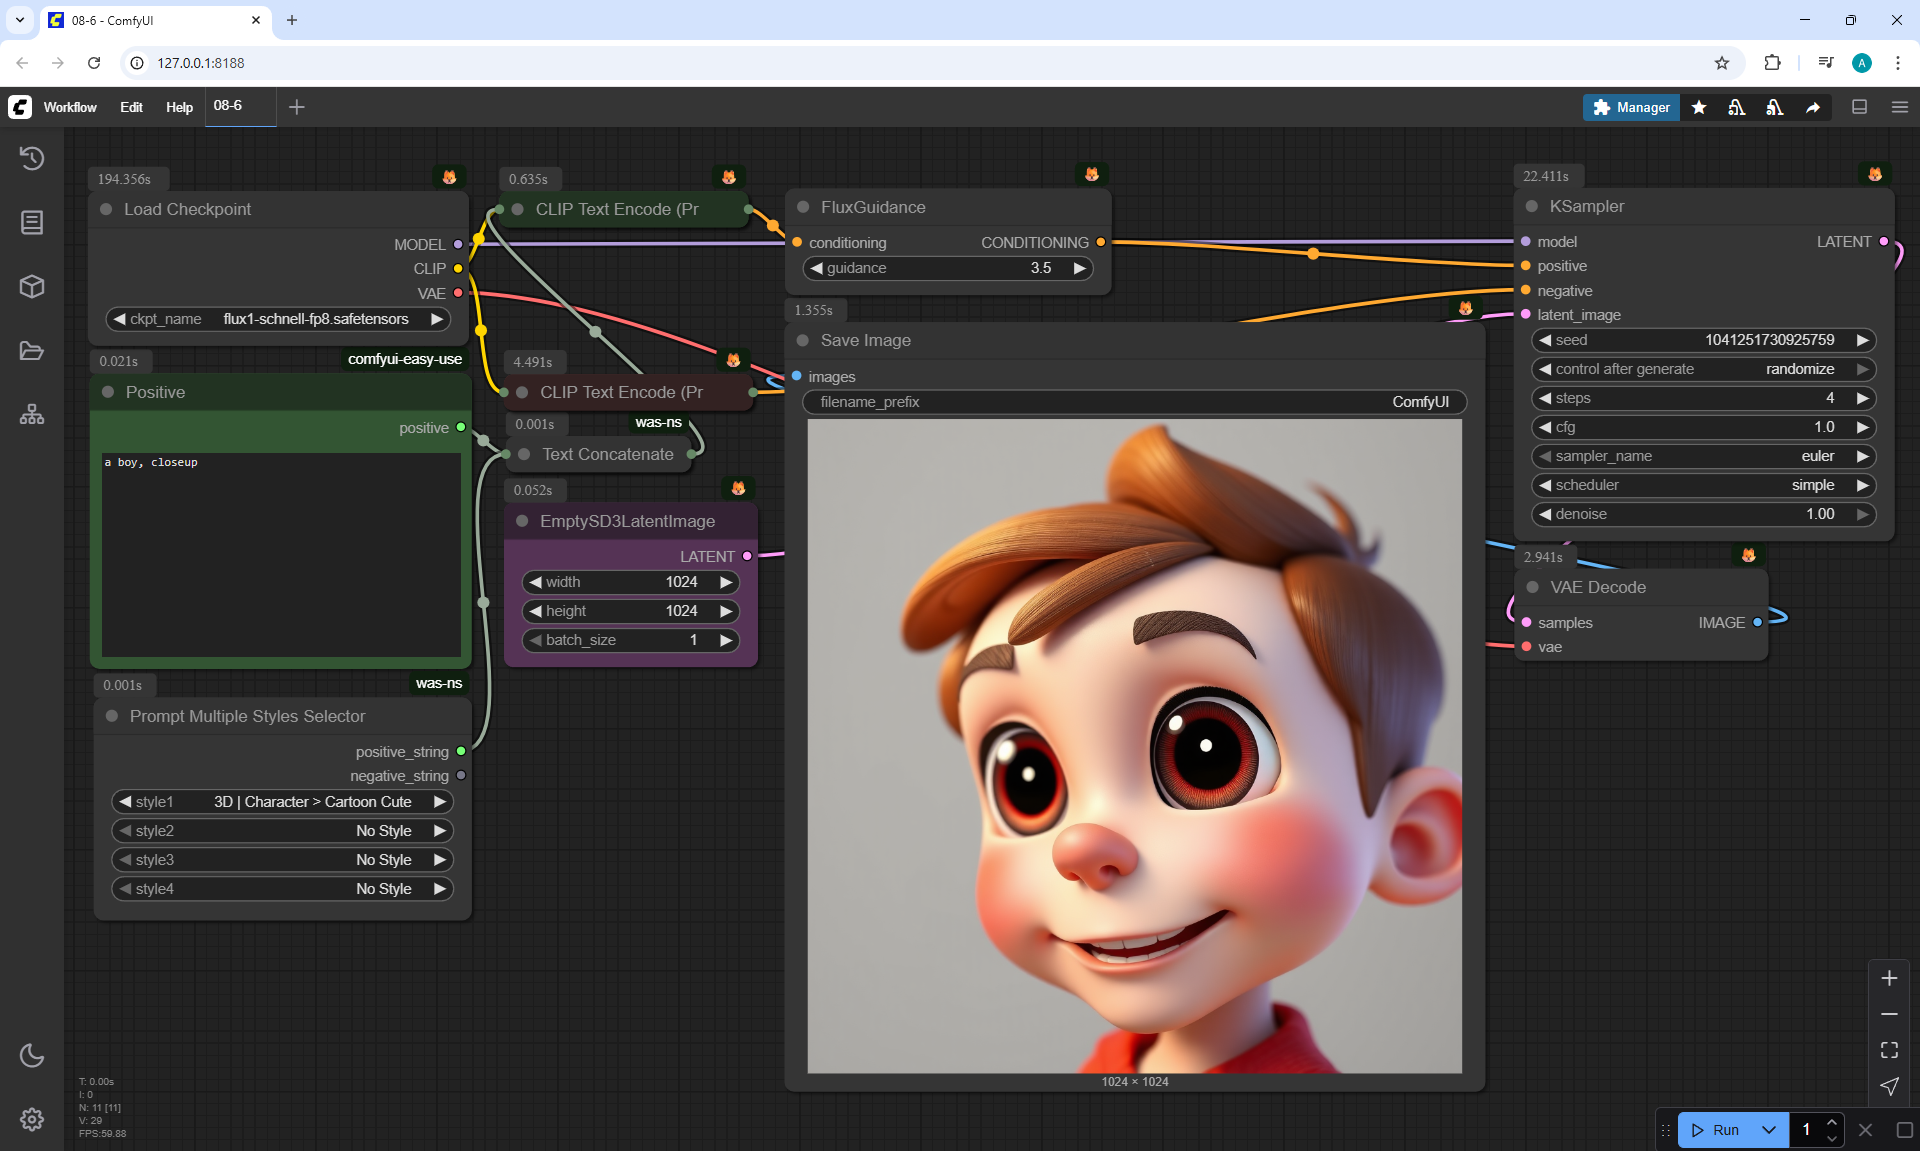 08-6 - ComfyUI
127.0.0.1:8188
A
Workflow Edit Help 08-6 Manager
194.356s
Load Checkpoint
MODEL
CLIP
VAE
ckpt_name flux1-schnell-fp8.safetensors
0.021s comfyui-easy-use
Positive
positive
a boy, closeup
0.001s was-ns
Prompt Multiple Styles Selector
positive_string
negative_string
style1 3D | Character > Cartoon Cute
style2 No Style
style3 No Style
style4 No Style
0.635s
CLIP Text Encode (Pr
4.491s
CLIP Text Encode (Pr
0.001s was-ns
Text Concatenate
0.052s
EmptySD3LatentImage
LATENT
width 1024
height 1024
batch_size 1
FluxGuidance
conditioning CONDITIONING
guidance 3.5
1.355s
Save Image
images
filename_prefix ComfyUI
1024 × 1024
22.411s
KSampler
model LATENT
positive
negative
latent_image
seed 1041251730925759
control after generate randomize
steps 4
cfg 1.0
sampler_name euler
scheduler simple
denoise 1.00
2.941s
VAE Decode
samples IMAGE
vae
T: 0.00s
I: 0
N: 11 [11]
V: 29
FPS:59.88
Run 1